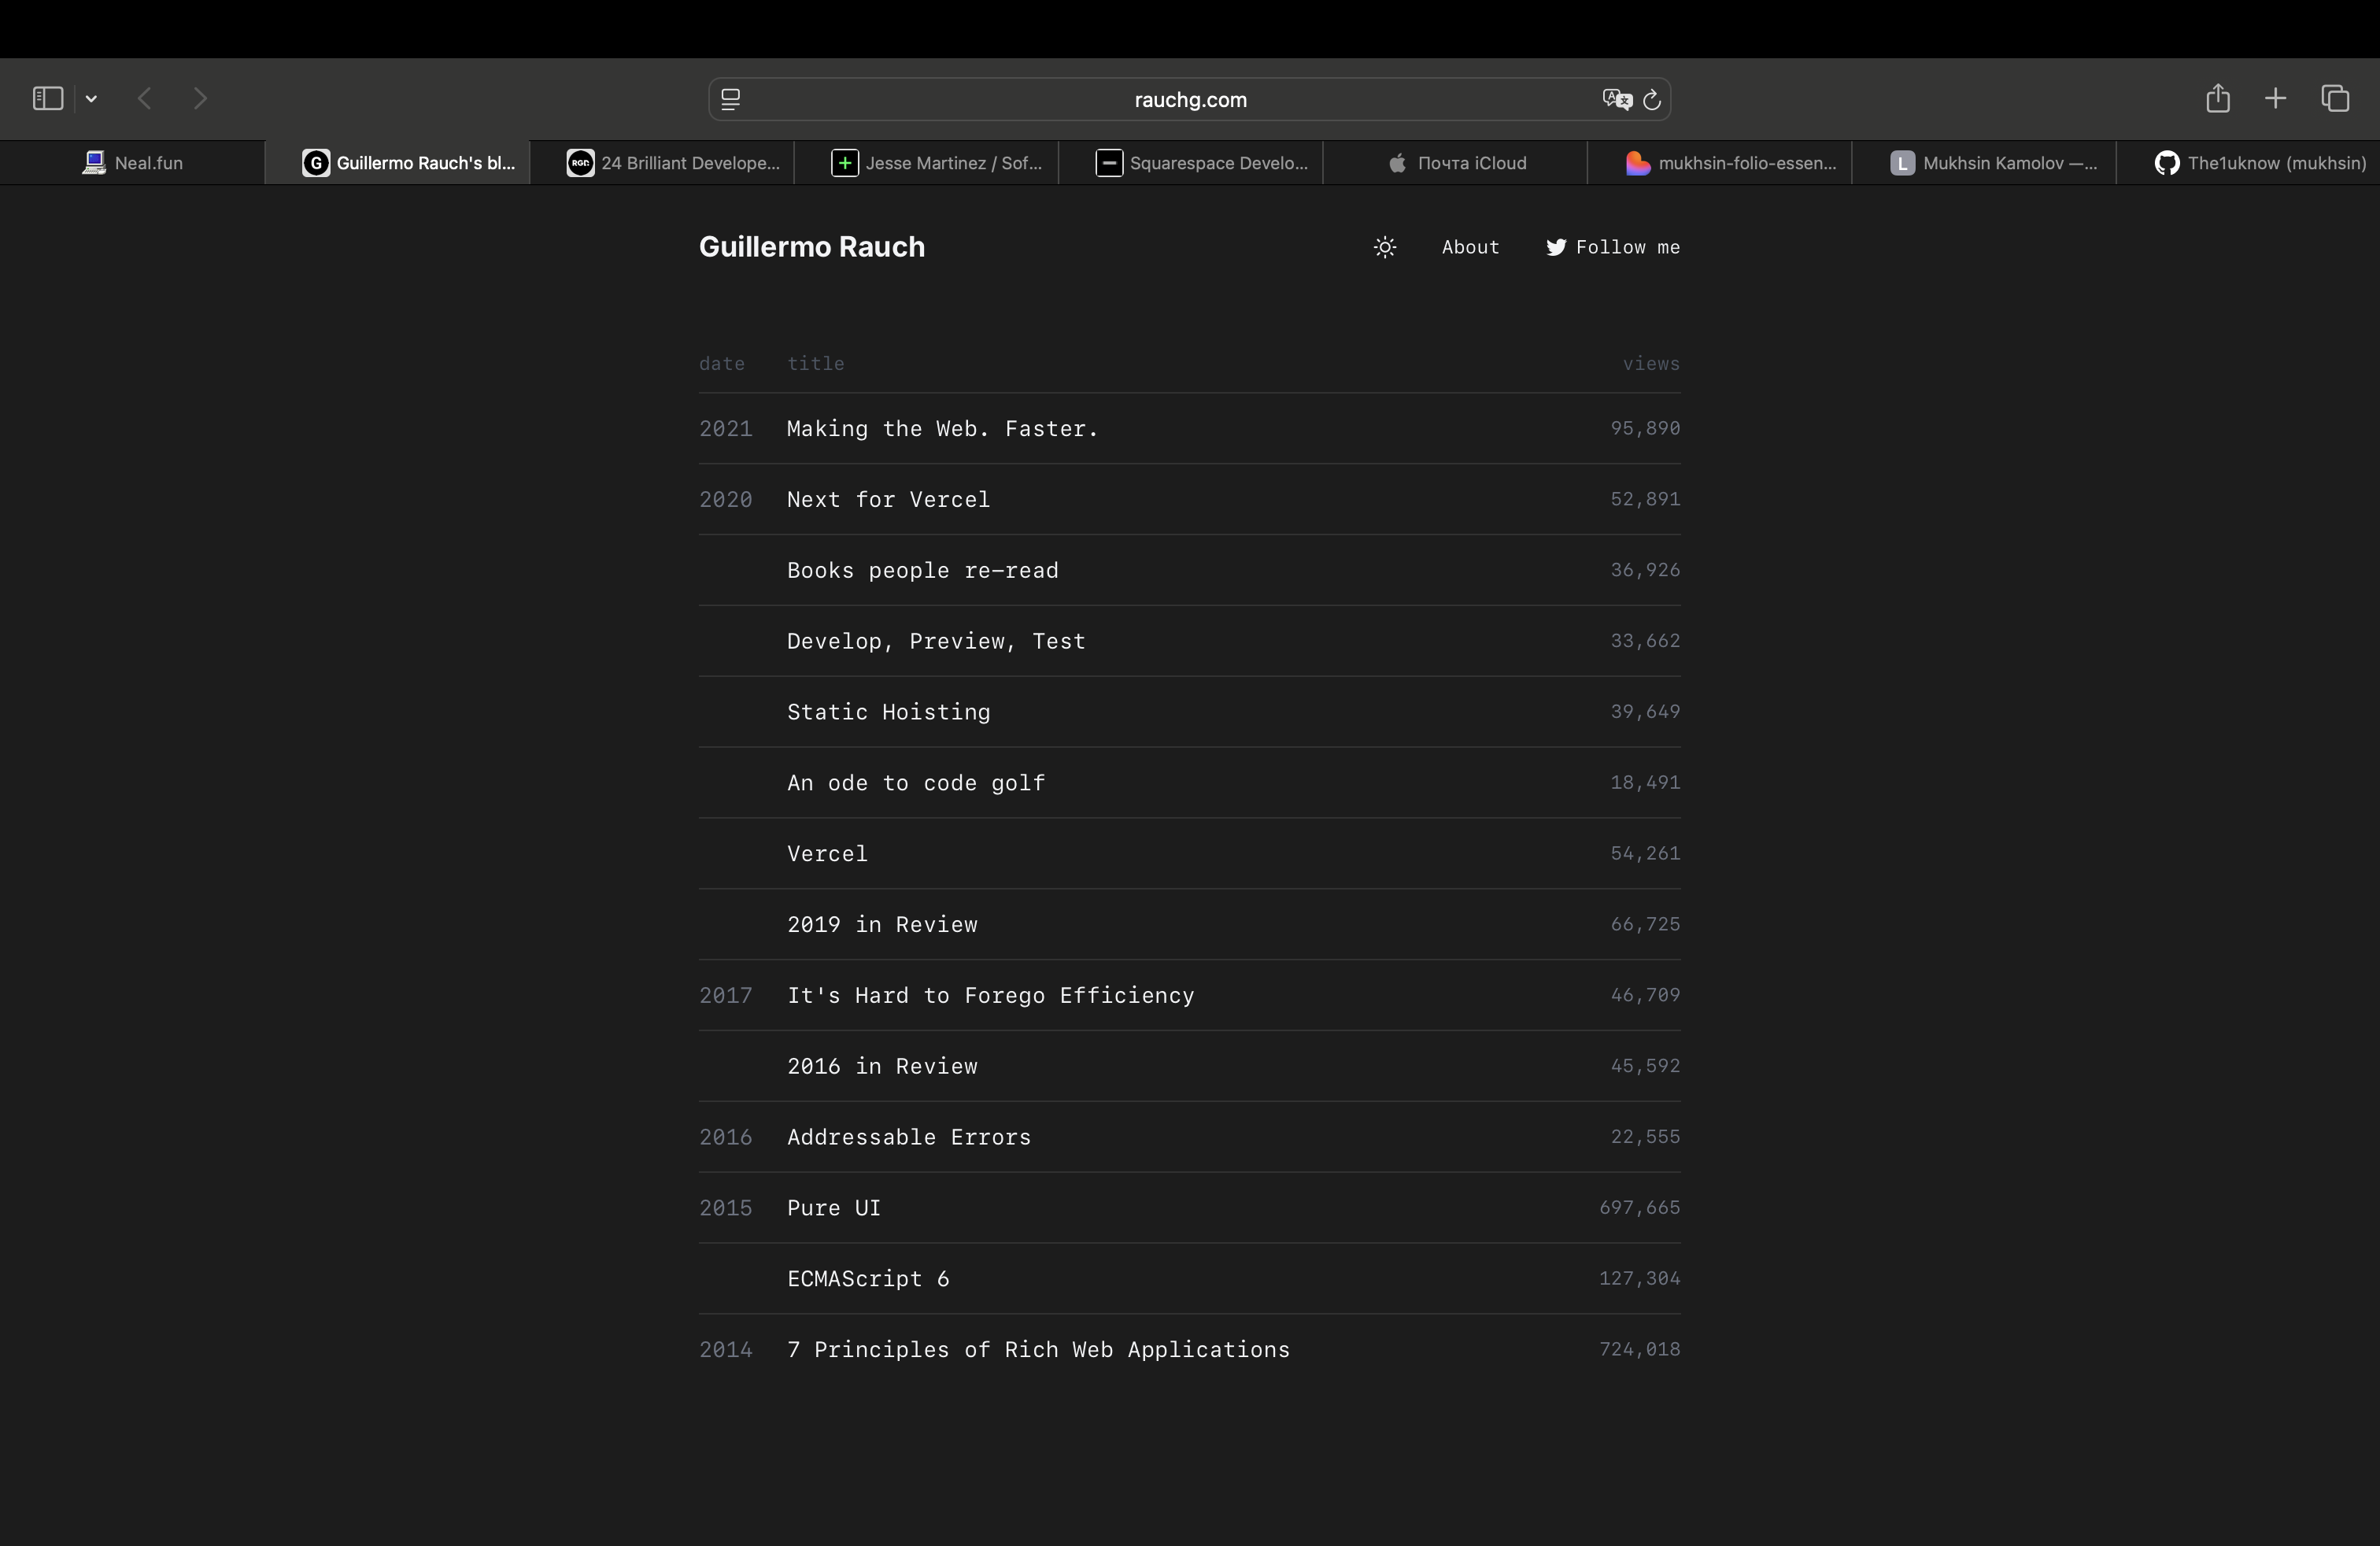 rauchg.com
Neal.fun
G Guillermo Rauch's bl...
RGD 24 Brilliant Develope...
Jesse Martinez / Sof...
Squarespace Develo...
Почта iCloud
mukhsin-folio-essen...
L Mukhsin Kamolov —...
The1uknow (mukhsin)
Guillermo Rauch About Follow me
date title views
2021 Making the Web. Faster. 95,890
2020 Next for Vercel 52,891
Books people re–read 36,926
Develop, Preview, Test 33,662
Static Hoisting 39,649
An ode to code golf 18,491
Vercel 54,261
2019 in Review 66,725
2017 It's Hard to Forego Efficiency 46,709
2016 in Review 45,592
2016 Addressable Errors 22,555
2015 Pure UI 697,665
ECMAScript 6 127,304
2014 7 Principles of Rich Web Applications 724,018